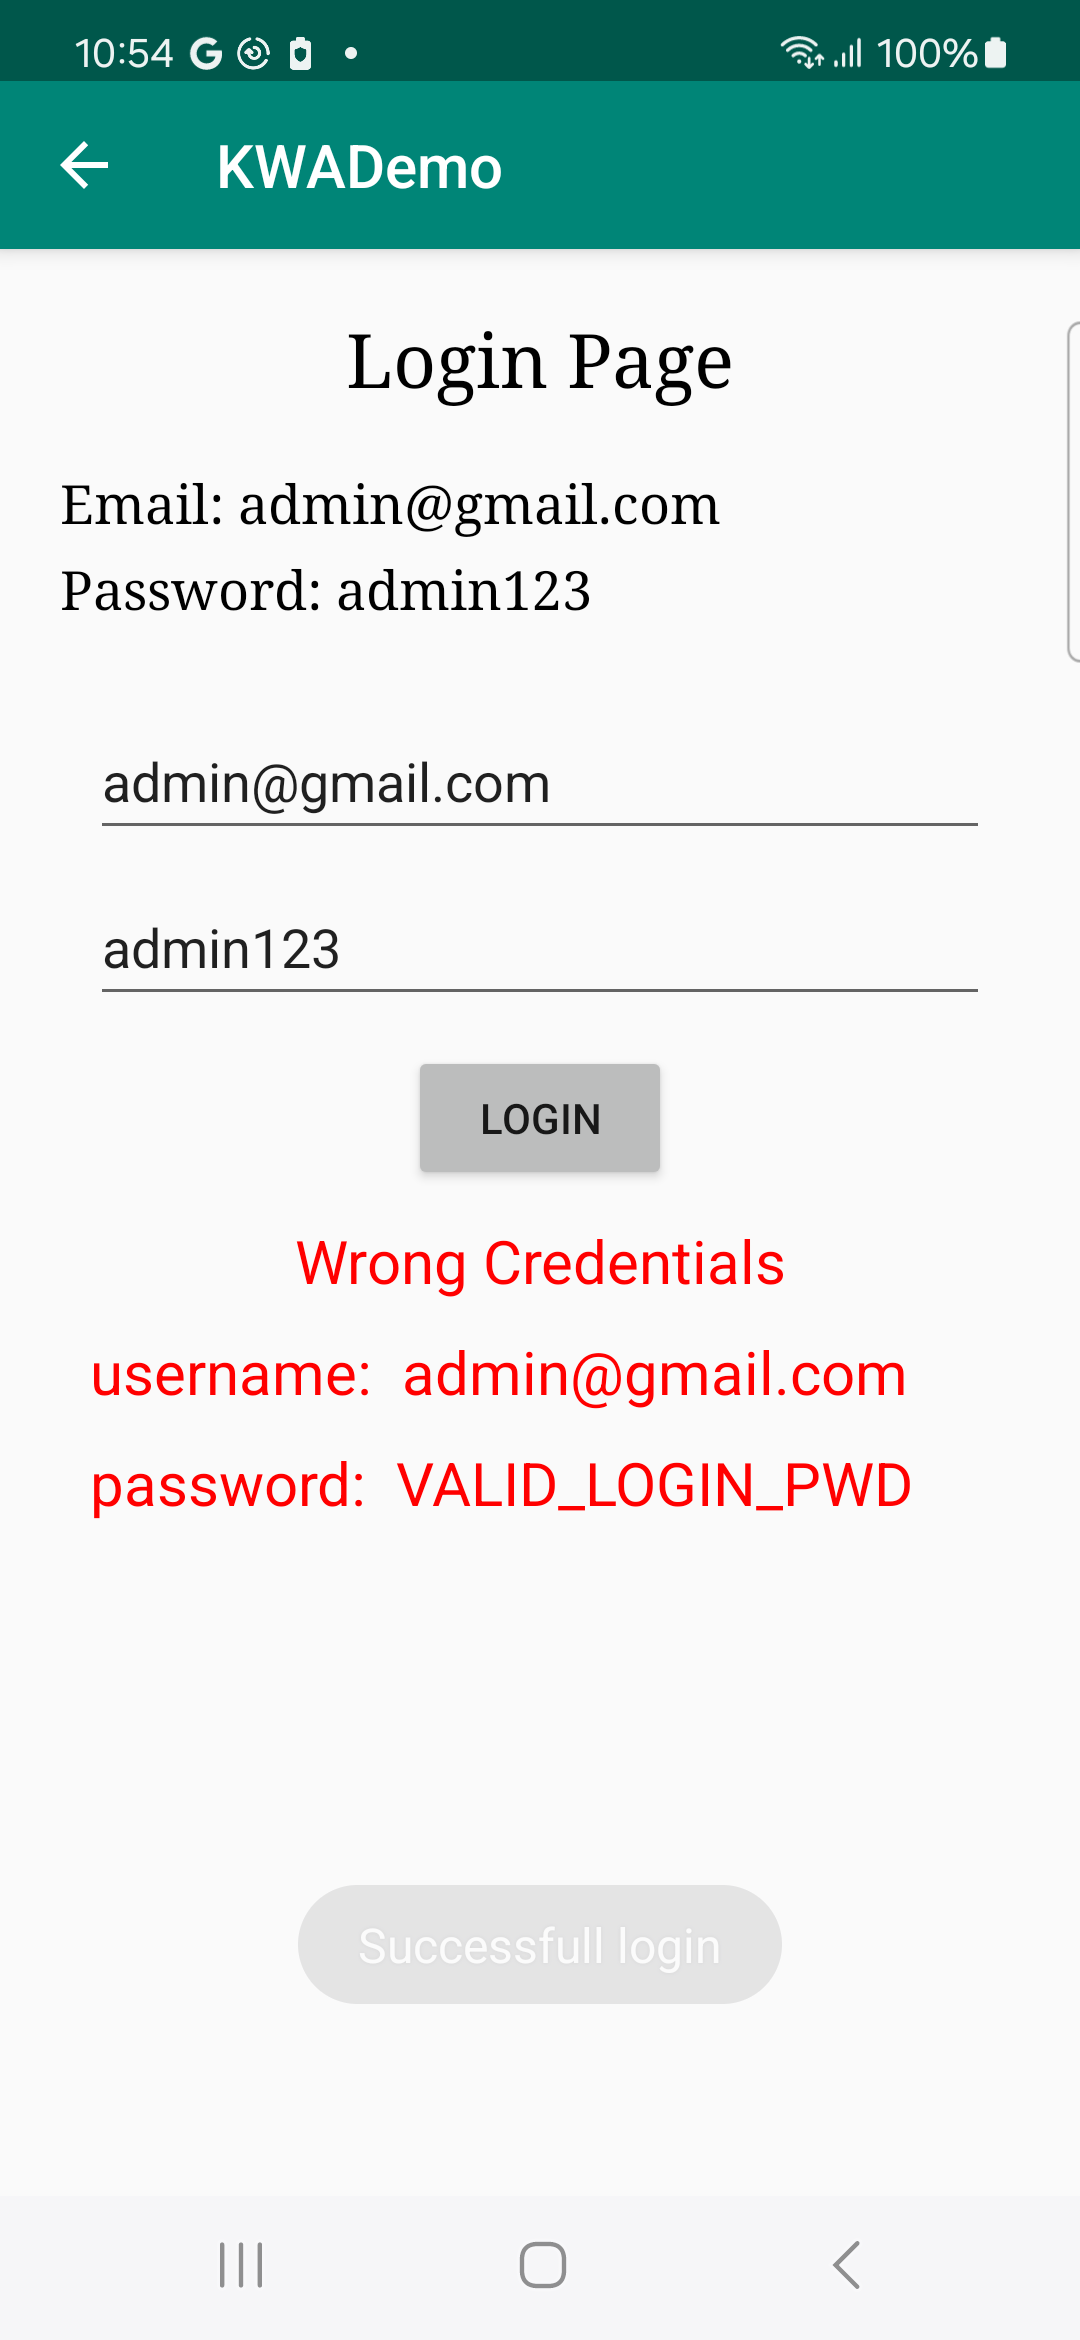 10:54 G 100%
KWADemo
Login Page
Email: admin@gmail.com
Password: admin123
admin@gmail.com
admin123
LOGIN
Wrong Credentials
username: admin@gmail.com
password: VALID_LOGIN_PWD
Successfull login